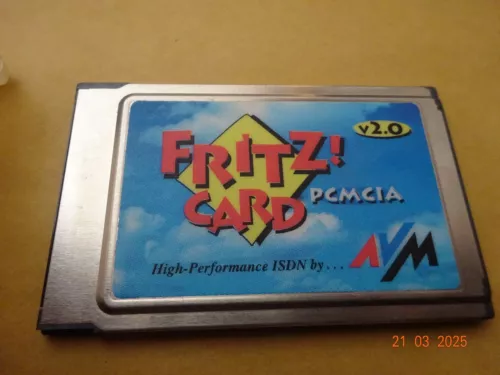 v2.0
FRITZ!
CARD PCMCIA
High-Performance ISDN by... AVM
21 03 2025